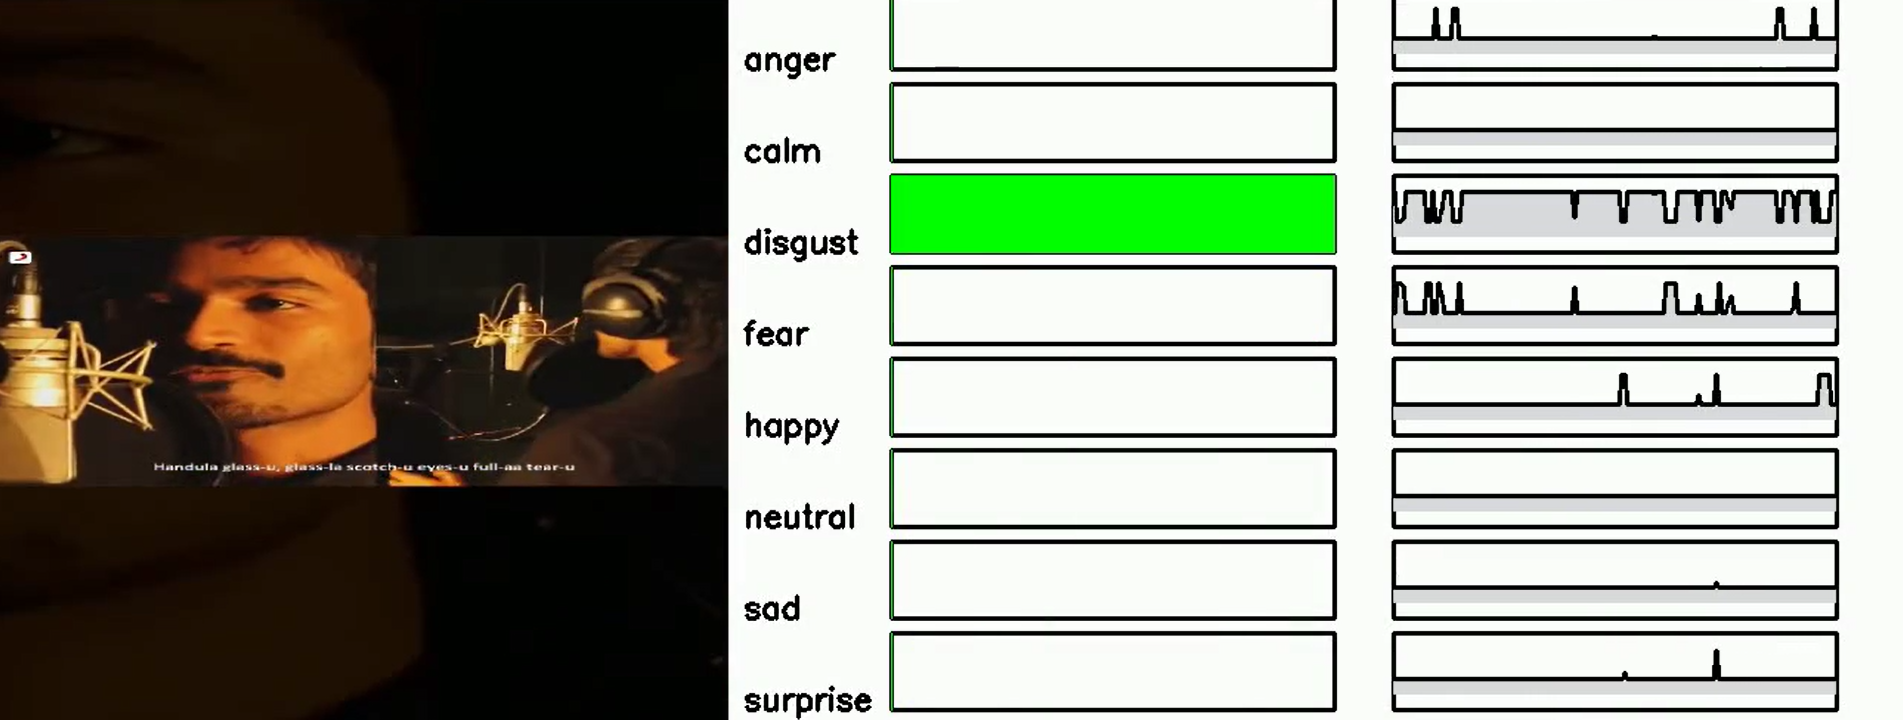 anger
calm
disgust
Handula glass-u, glass-la scotch-u eyes-u full-aa tear-u
fear
happy
neutral
sad
surprise